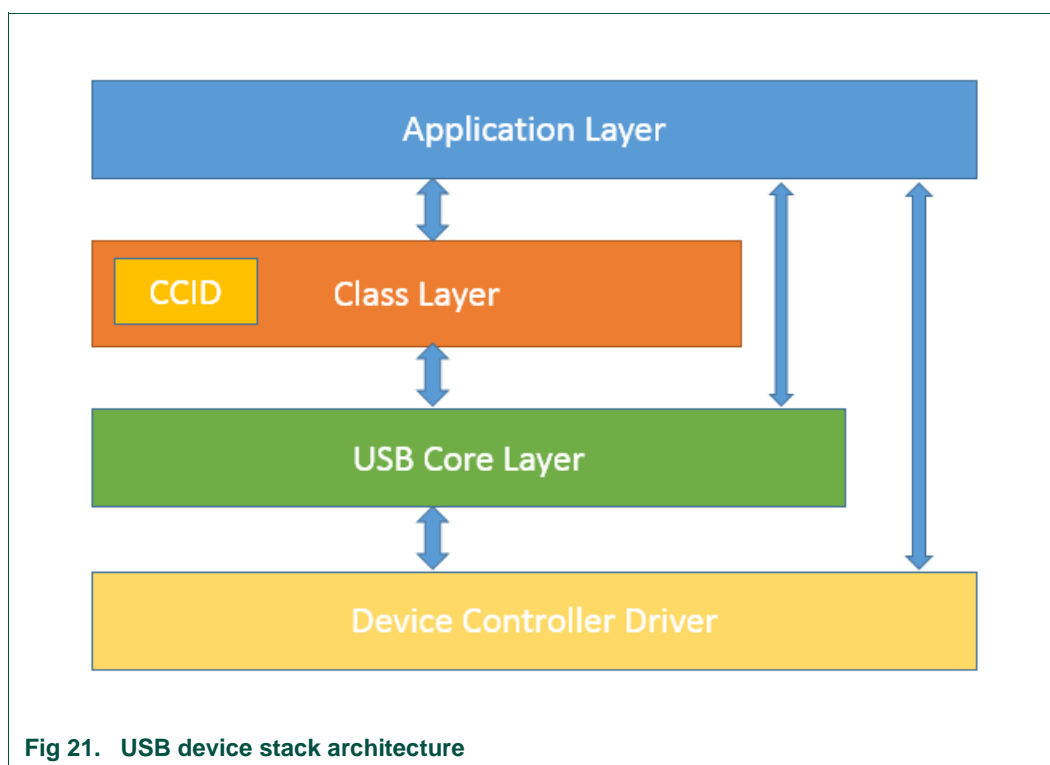 Application Layer
CCID
Class Layer
USB Core Layer
Device Controller Driver
Fig 21. USB device stack architecture